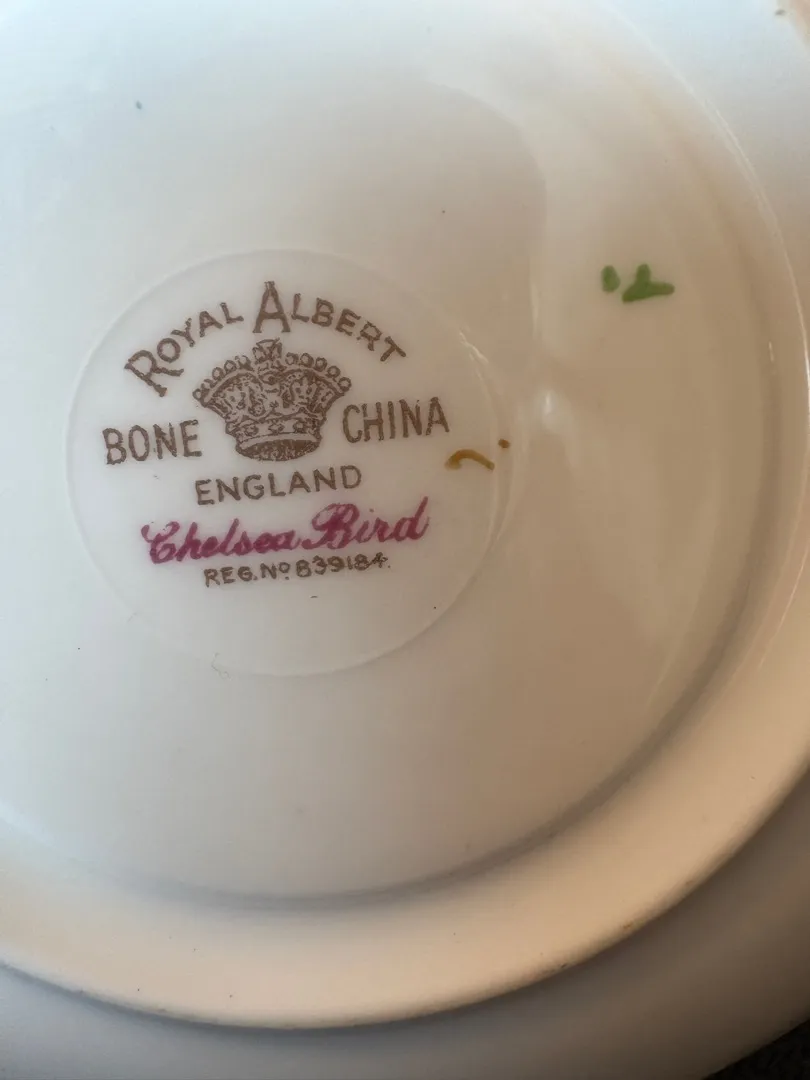 ROYAL ALBERT
BONE CHINA
ENGLAND
Chelsea Bird
REG. Nº 839184.